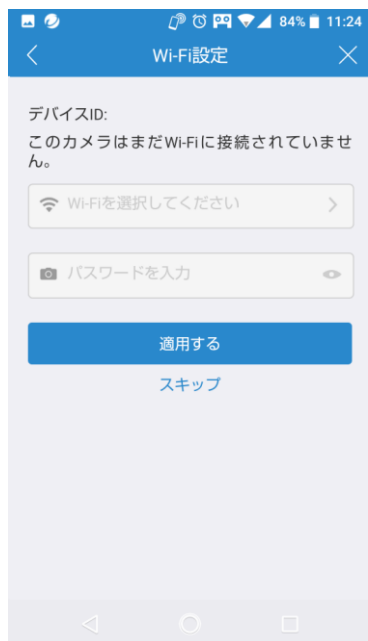 84% 11:24
Wi-Fi設定
デバイスID:
このカメラはまだWi-Fiに接続されていませ
ん。
Wi-Fiを選択してください
パスワードを入力
適用する
スキップ